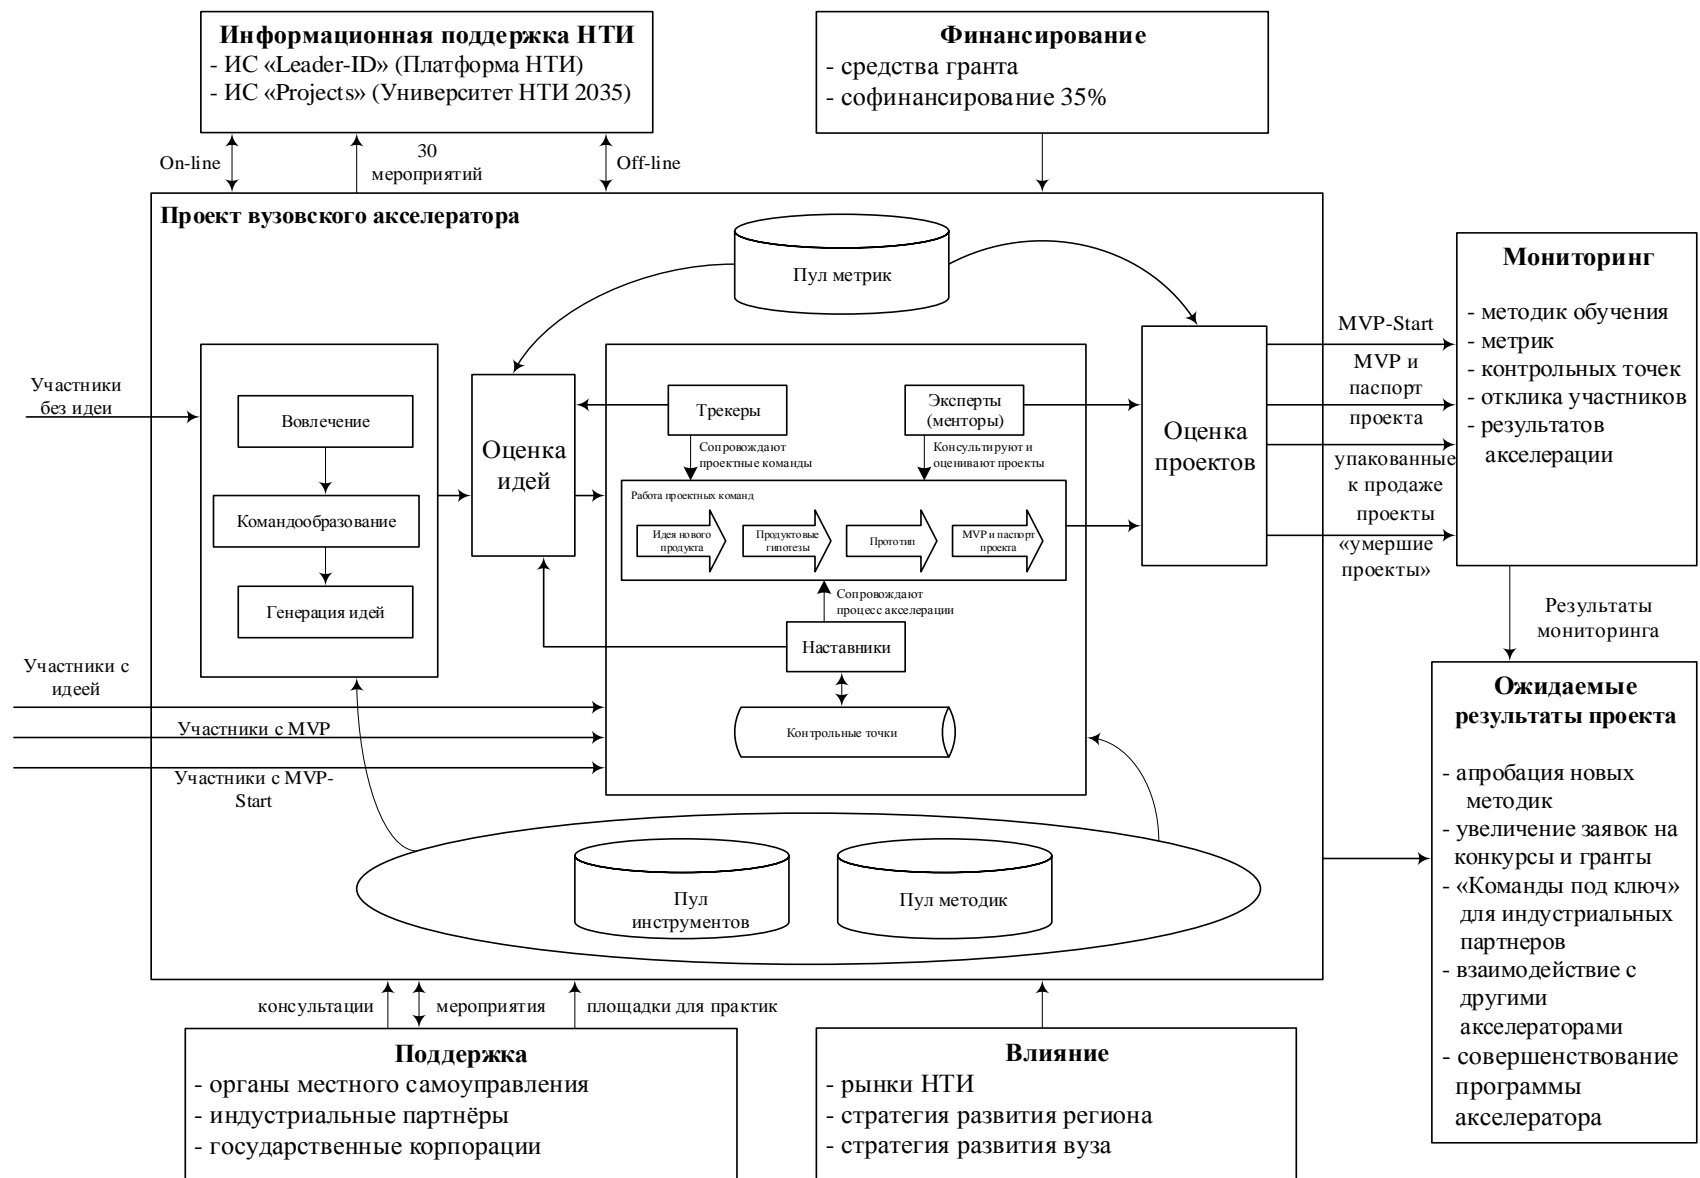 Информационная поддержка НТИ
- ИС «Leader-ID» (Платформа НТИ)
- ИС «Projects» (Университет НТИ 2035)
Финансирование
- средства гранта
- софинансирование 35%
On-line
30
мероприятий
Off-line
Проект вузовского акселератора
Пул метрик
Участники
без идеи
Вовлечение
Командообразование
Генерация идей
Оценка
идей
Трекеры
Эксперты
(менторы)
Сопровождают
проектные команды
Консультируют и
оценивают проекты
Работа проектных команд
Идея нового
продукта
Продуктовые
гипотезы
Прототип
MVP и паспорт
проекта
Сопровождают
процесс акселерации
Наставники
Контрольные точки
Оценка
проектов
MVP-Start
MVP и
паспорт
проекта
упакованные
к продаже
проекты
«умершие
проекты»
Мониторинг
- методик обучения
- метрик
- контрольных точек
- отклика участников
- результатов
акселерации
Результаты
мониторинга
Участники с
идеей
Участники с MVP
Участники с MVP-
Start
Пул
инструментов
Пул методик
Ожидаемые
результаты проекта
- апробация новых
методик
- увеличение заявок на
конкурсы и гранты
- «Команды под ключ»
для индустриальных
партнеров
- взаимодействие с
другими
акселераторами
- совершенствование
программы
акселератора
консультации
мероприятия
площадки для практик
Поддержка
- органы местного самоуправления
- индустриальные партнёры
- государственные корпорации
Влияние
- рынки НТИ
- стратегия развития региона
- стратегия развития вуза